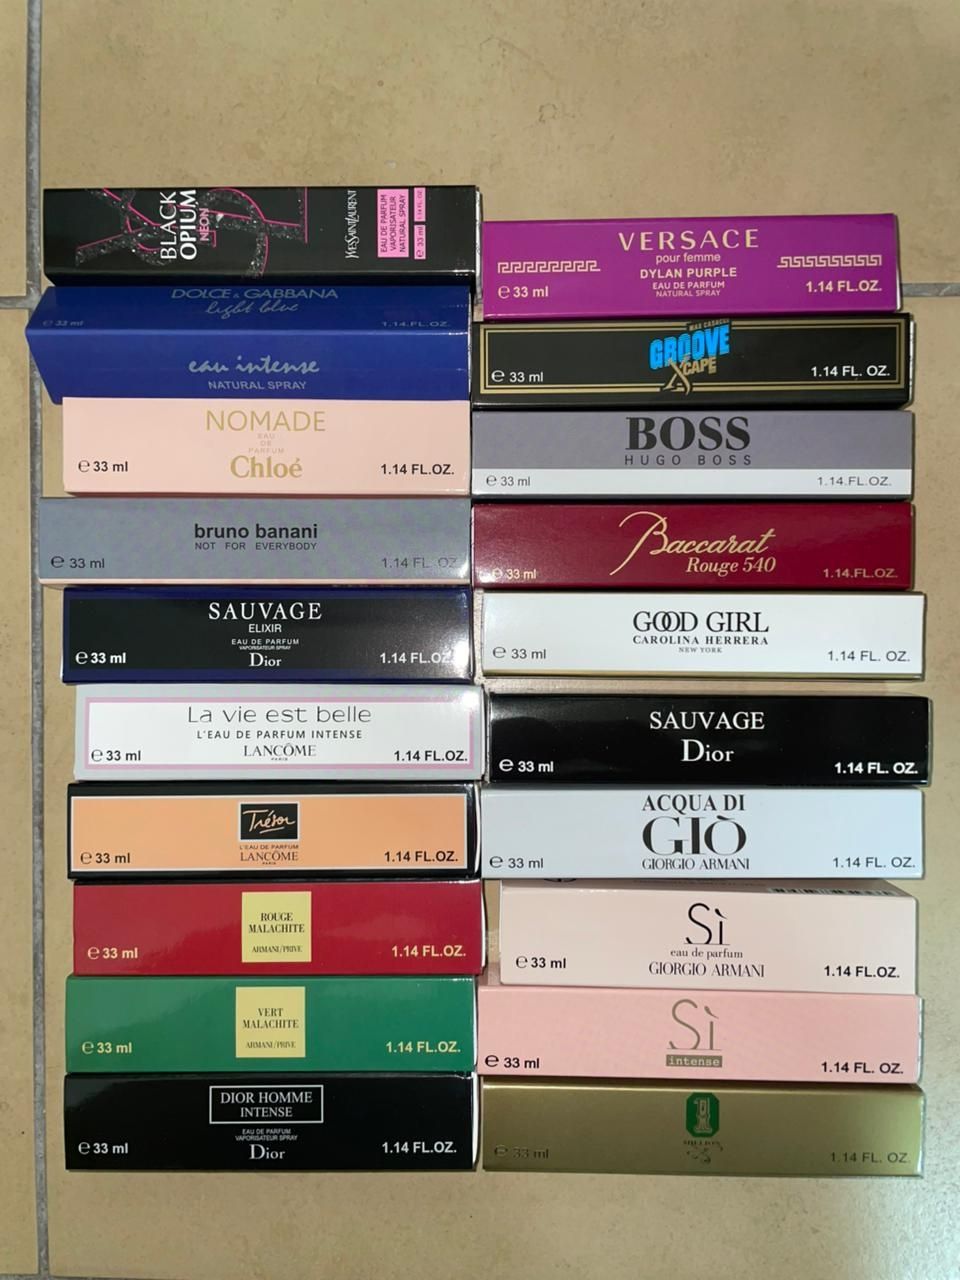 BLACK
OPIUM
NEON
YVESSAINTLAURENT
EAU DE PARFUM
VAPORISATEUR
NATURAL SPRAY
℮ 33 ml 1.14 FL. OZ
DOLCE & GABBANA
light blue
℮ 33 ml 1.14.FL.OZ.
eau intense
NATURAL SPRAY
NOMADE
EAU
DE
PARFUM
Chloé
℮33 ml 1.14 FL.OZ.
bruno banani
NOT FOR EVERYBODY
℮ 33 ml 1.14 FL.OZ
SAUVAGE
ELIXIR
EAU DE PARFUM
VAPORISATEUR SPRAY
Dior
℮33 ml 1.14 FL.OZ.
La vie est belle
L'EAU DE PARFUM INTENSE
LANCÔME
PARIS
℮33 ml 1.14 FL.OZ.
Trésor
L'EAU DE PARFUM
LANCÔME
PARIS
℮33 ml 1.14 FL.OZ.
ROUGE
MALACHITE
ARMANI/PRIVE
℮33 ml 1.14 FL.OZ.
VERT
MALACHITE
ARMANI/PRIVE
℮33 ml 1.14 FL.OZ.
DIOR HOMME
INTENSE
EAU DE PARFUM
VAPORISATEUR SPRAY
Dior
℮33 ml 1.14 FL.OZ.
VERSACE
pour femme
DYLAN PURPLE
EAU DE PARFUM
NATURAL SPRAY
℮33 ml 1.14 FL.OZ.
MAX CASACCI
GROOVE
XCAPE
℮ 33 ml 1.14 FL. OZ.
BOSS
HUGO BOSS
℮ 33 ml 1.14.FL.OZ.
Baccarat
Rouge 540
℮ 33 ml 1.14.FL.OZ.
GOOD GIRL
CAROLINA HERRERA
NEW YORK
℮ 33 ml 1.14 FL. OZ.
SAUVAGE
Dior
℮ 33 ml 1.14 FL. OZ.
ACQUA DI
GIÒ
GIORGIO ARMANI
℮ 33 ml 1.14 FL. OZ.
Sì
eau de parfum
GIORGIO ARMANI
℮ 33 ml 1.14 FL.OZ.
Sì
intense
℮ 33 ml 1.14 FL. OZ.
1
MILLION
℮ 33 ml 1.14 FL. OZ.